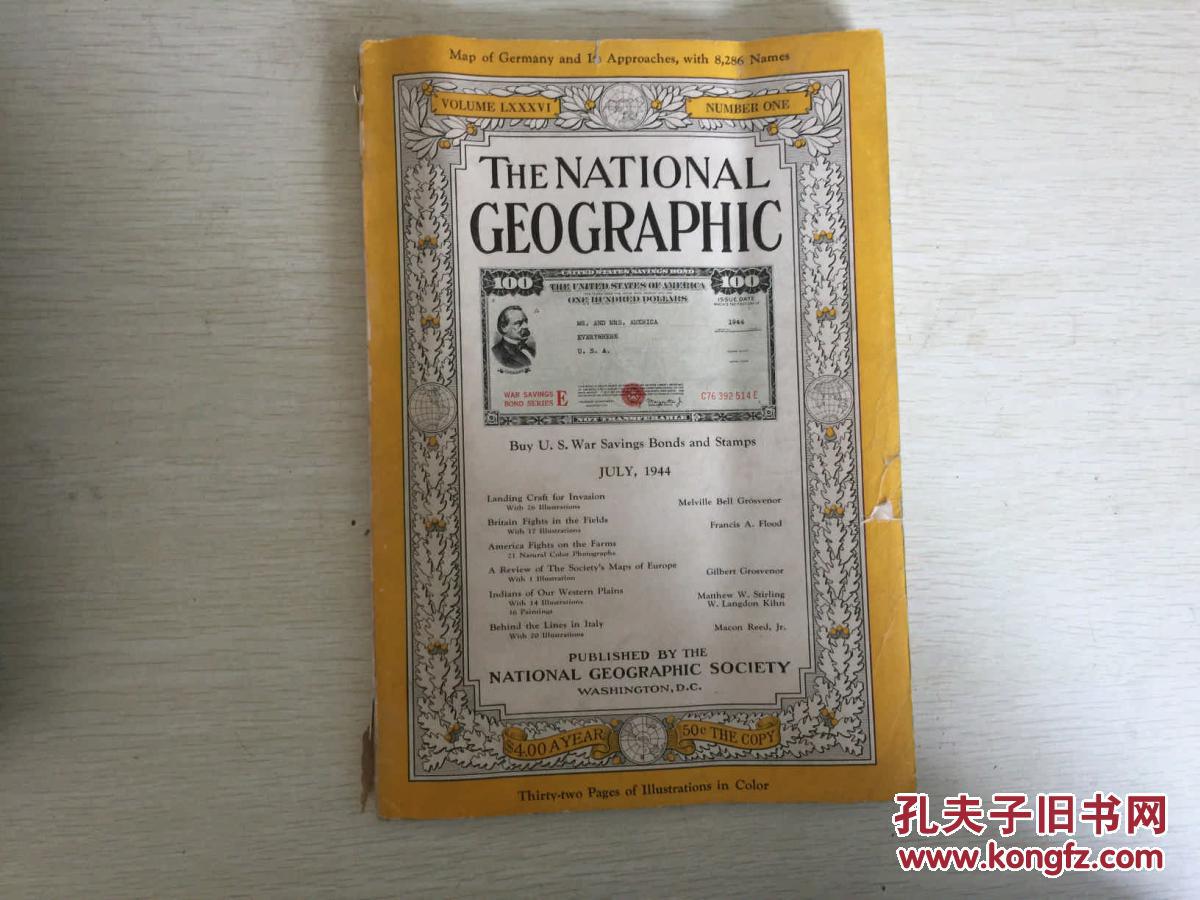 Map of Germany and Its Approaches, with 8,286 Names
VOLUME LXXXVI
NUMBER ONE
THE NATIONAL
GEOGRAPHIC
UNITED STATES SAVINGS BOND
100
THE UNITED STATES OF AMERICA
100
ONE HUNDRED DOLLARS
ISSUE DATE
MR. AND MRS. AMERICA
1944
EVERYWHERE
U. S. A.
WAR SAVINGS
BOND SERIES E
C76 392 514 E
NOT TRANSFERABLE
Buy U. S. War Savings Bonds and Stamps
JULY, 1944
Landing Craft for Invasion
With 26 Illustrations
Melville Bell Grosvenor
Britain Fights in the Fields
With 17 Illustrations
Francis A. Flood
America Fights on the Farms
21 Natural Color Photographs
A Review of The Society's Maps of Europe
With 1 Illustration
Gilbert Grosvenor
Indians of Our Western Plains
With 14 Illustrations
16 Paintings
Matthew W. Stirling
W. Langdon Kihn
Behind the Lines in Italy
With 20 Illustrations
Macon Reed, Jr.
PUBLISHED BY THE
NATIONAL GEOGRAPHIC SOCIETY
WASHINGTON, D.C.
$4.00 A YEAR
50c THE COPY
Thirty-two Pages of Illustrations in Color
孔夫子旧书网
www.kongfz.com